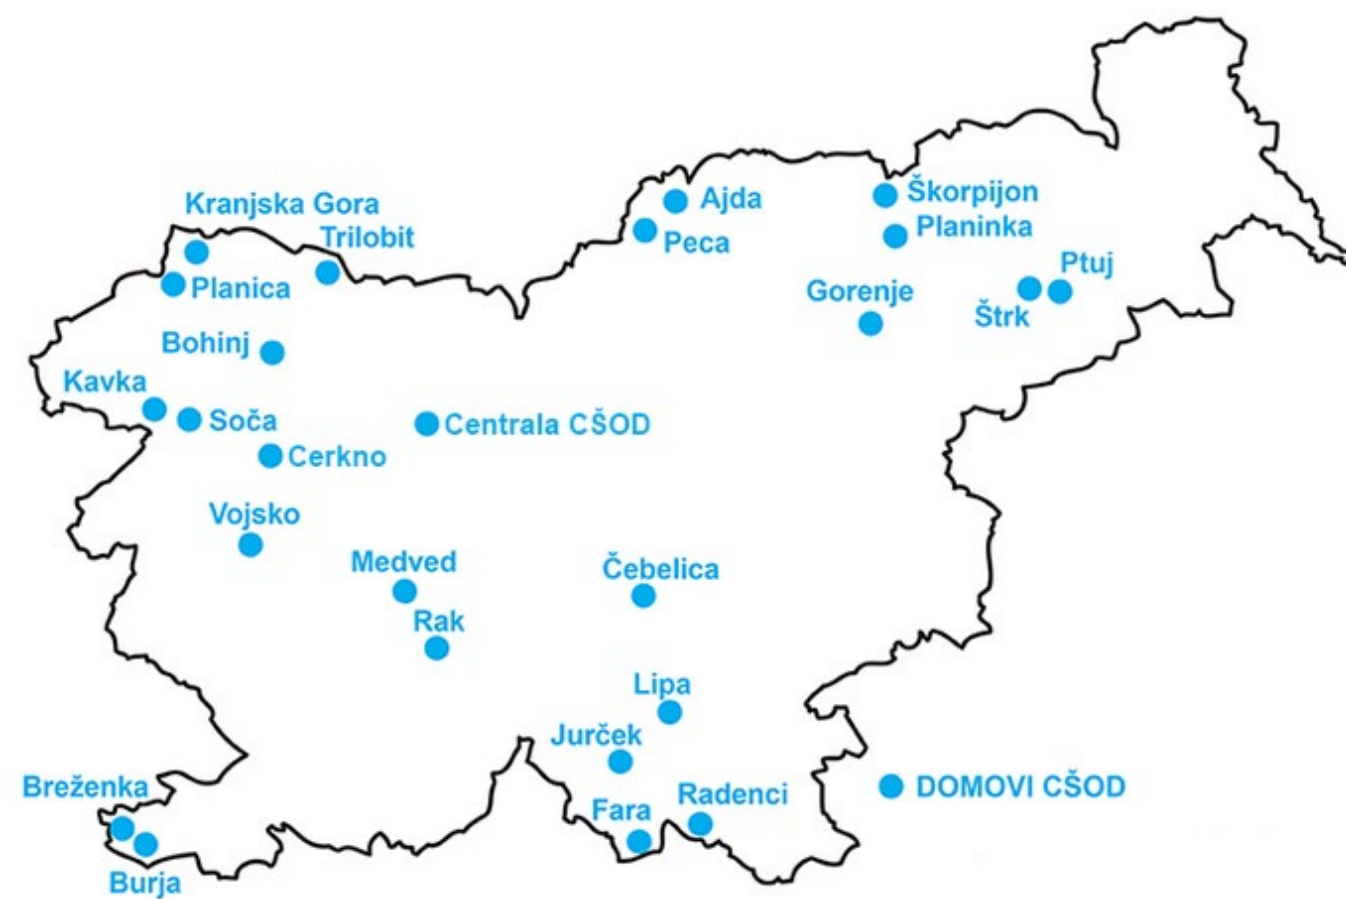 Kranjska Gora
Trilobit
Planica
Ajda
Peca
Škorpijon
Planinka
Ptuj
Štrk
Gorenje
Bohinj
Kavka
Soča
Centrala CŠOD
Cerkno
Vojsko
Medved
Čebelica
Rak
Lipa
Jurček
Breženka
Fara
Radenci
DOMOVI CŠOD
Burja